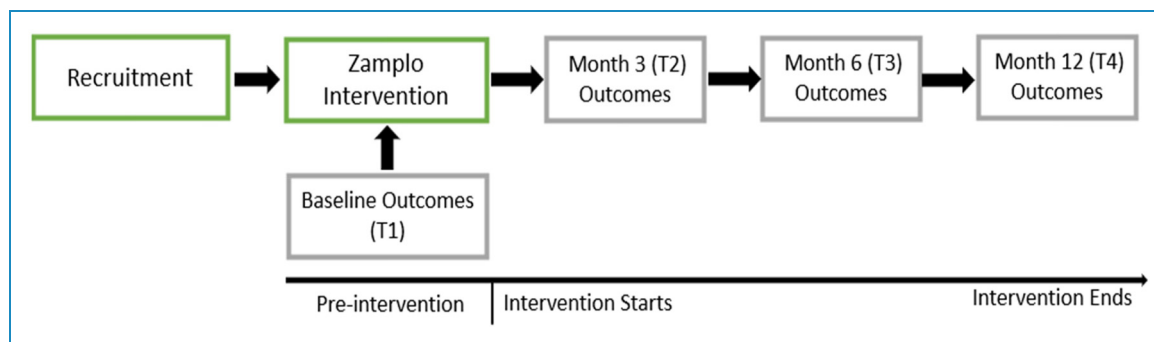 Recruitment
Zamplo
Intervention
Month 3 (T2)
Outcomes
Month 6 (T3)
Outcomes
Month 12 (T4)
Outcomes
Baseline Outcomes
(T1)
Pre-intervention
Intervention Starts
Intervention Ends